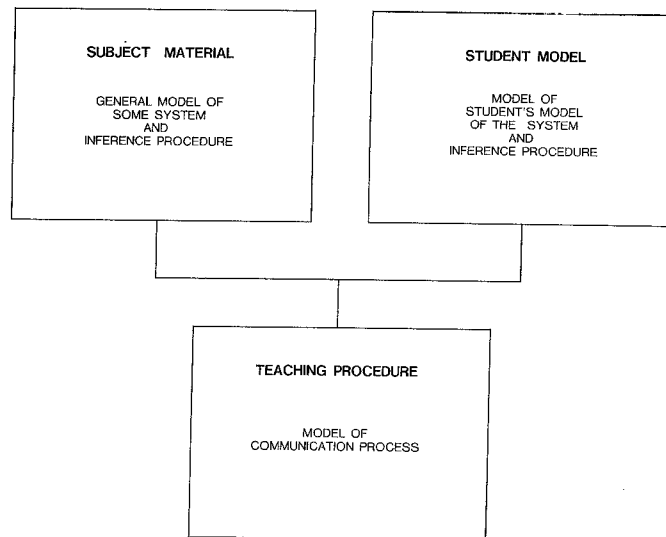 SUBJECT MATERIAL
GENERAL MODEL OF
SOME SYSTEM
AND
INFERENCE PROCEDURE
STUDENT MODEL
MODEL OF
STUDENT'S MODEL
OF THE SYSTEM
AND
INFERENCE PROCEDURE
TEACHING PROCEDURE
MODEL OF
COMMUNICATION PROCESS